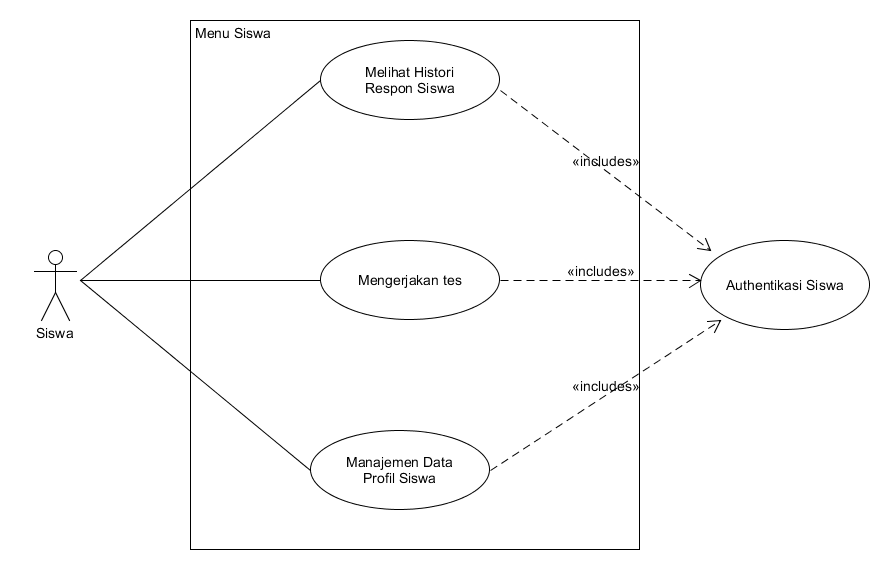 Menu Siswa
Melihat Histori
Respon Siswa
«includes»
Siswa
Mengerjakan tes
«includes»
Authentikasi Siswa
«includes»
Manajemen Data
Profil Siswa